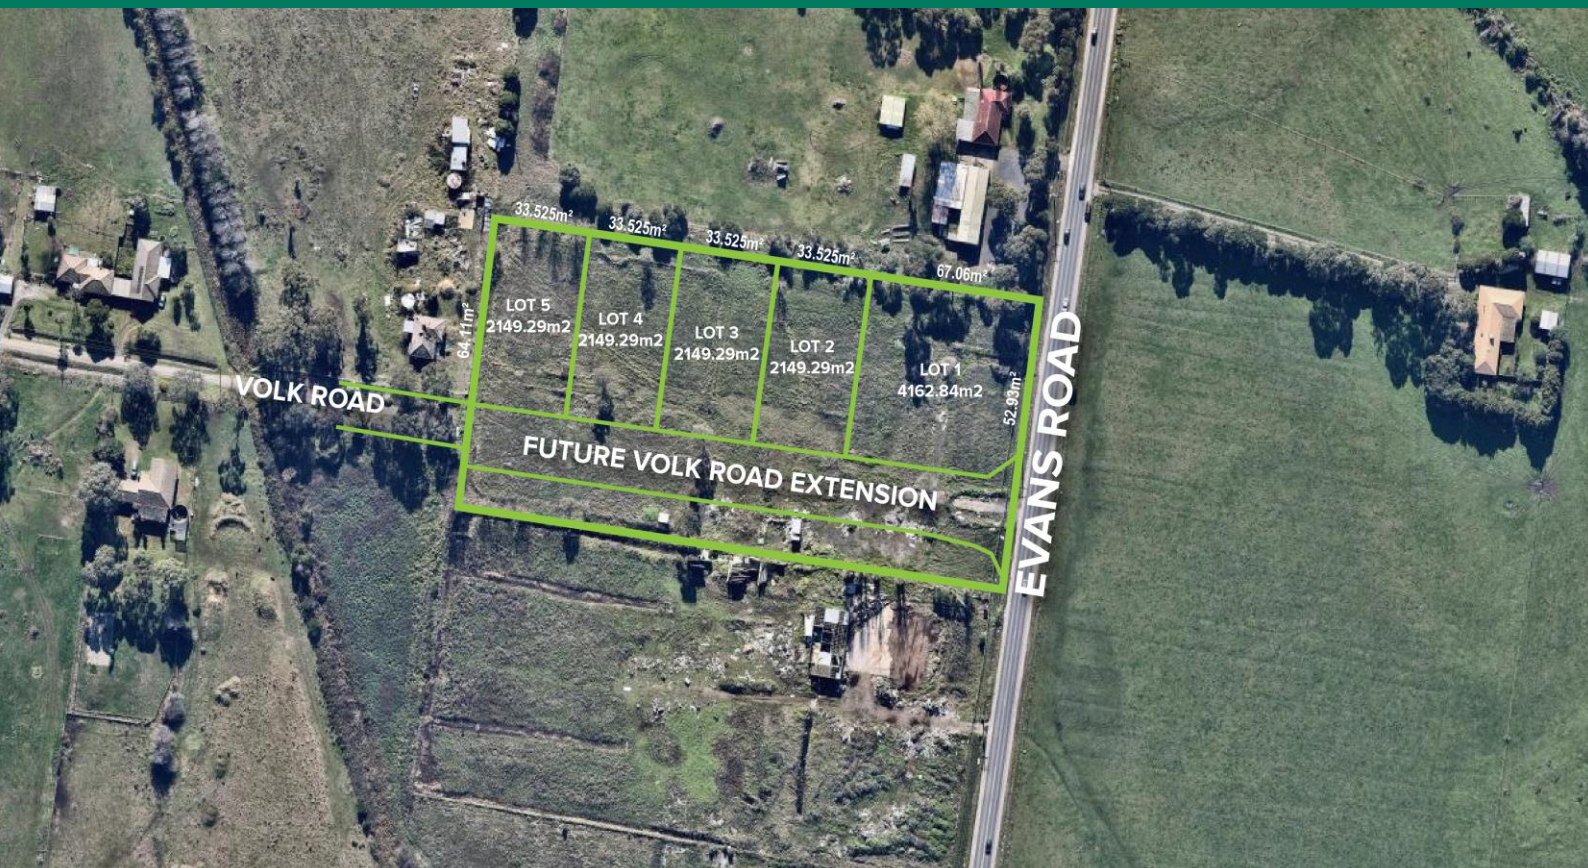 33.525m²
33.525m²
33.525m²
33.525m²
67.06m²
64.11m²
LOT 5
2149.29m2
LOT 4
2149.29m2
LOT 3
2149.29m2
LOT 2
2149.29m2
LOT 1
4162.84m2
52.93m²
VOLK ROAD
FUTURE VOLK ROAD EXTENSION
EVANS ROAD